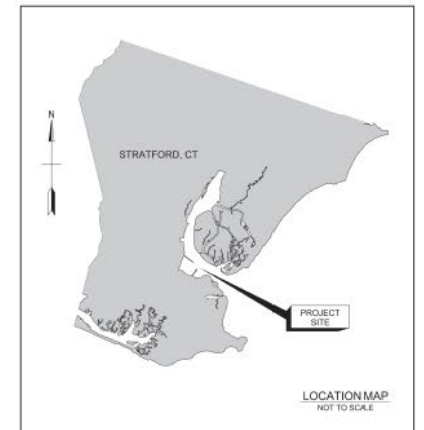 N
STRATFORD, CT
PROJECT
SITE
LOCATION MAP
NOT TO SCALE